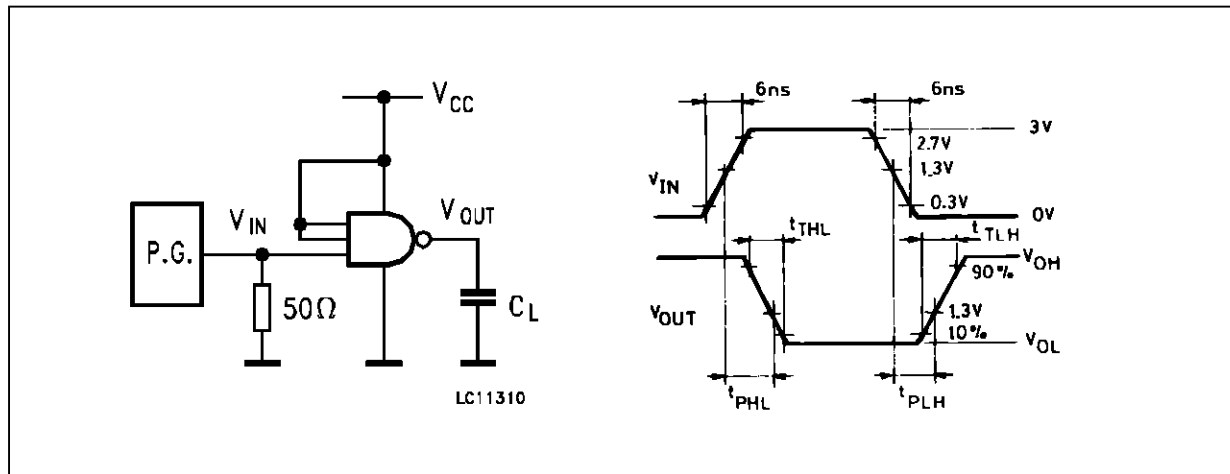 V_CC
V_IN
V_OUT
P.G.
50Ω
C_L
LC11310
6ns
6ns
3V
2.7V
1.3V
0.3V
0V
V_IN
t_THL
t_TLH
V_OH
90%
V_OUT
1.3V
10%
V_OL
t_PHL
t_PLH